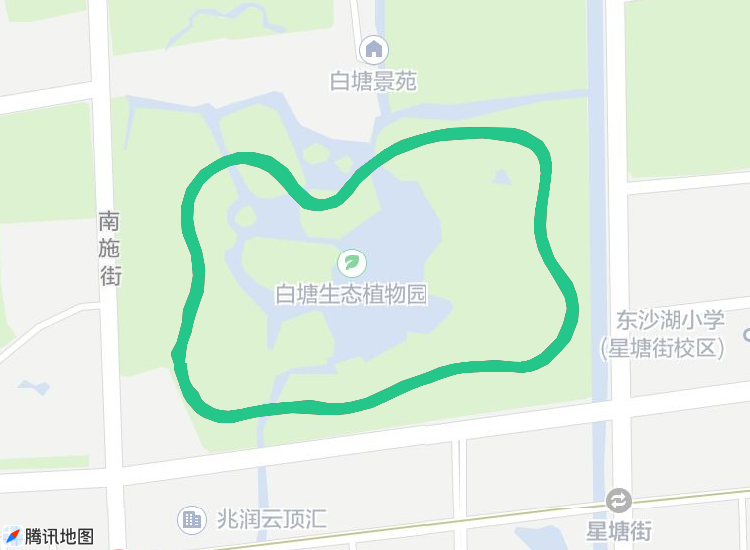 白塘景苑
南施街
白塘生态植物园
东沙湖小学
(星塘街校区)
兆润云顶汇
星塘街
腾讯地图